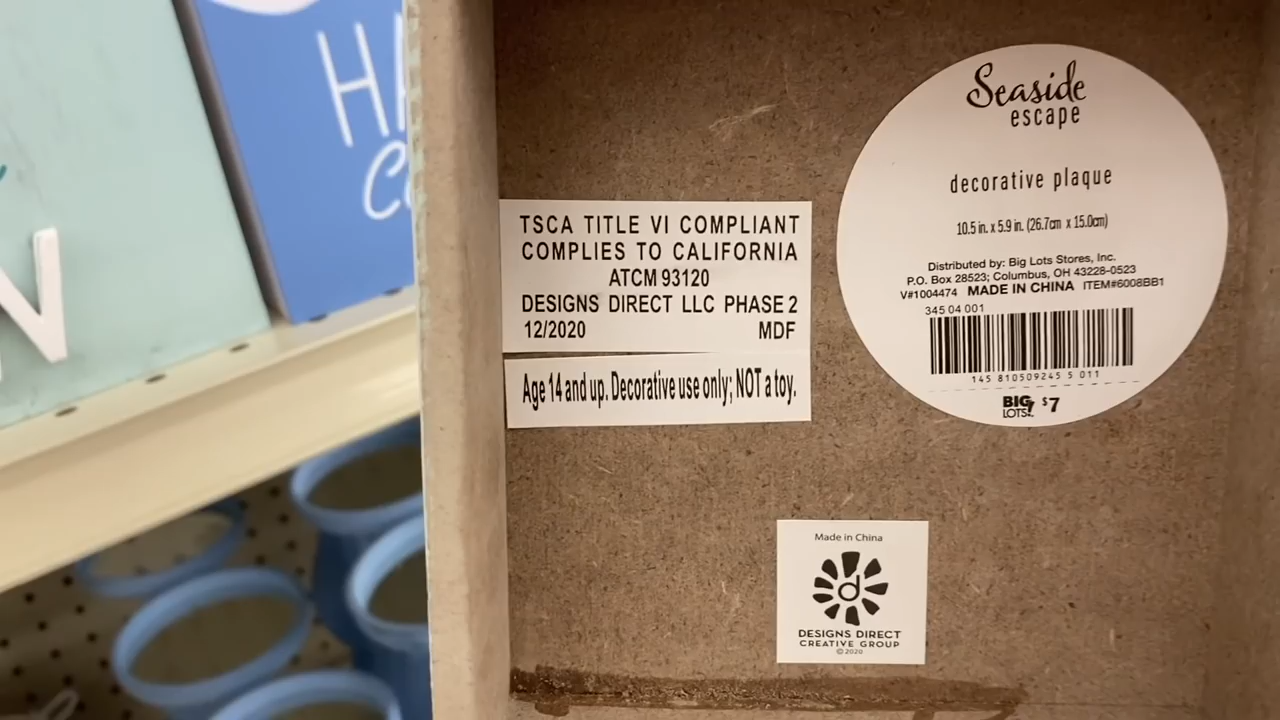 HA
TSCA TITLE VI COMPLIANT
COMPLIES TO CALIFORNIA
ATCM 93120
DESIGNS DIRECT LLC PHASE 2
12/2020 MDF
Age 14 and up. Decorative use only; NOT a toy.
Seaside
escape
decorative plaque
10.5 in. x 5.9 in. (26.7cm x 15.0cm)
Distributed by: Big Lots Stores, Inc.
P.O. Box 28523; Columbus, OH 43228-0523
V#1004474 MADE IN CHINA ITEM#6008BB1
345 04 001
145 810509245 5 011
BIG LOTS! $7
Made in China
d
DESIGNS DIRECT
CREATIVE GROUP
©2020